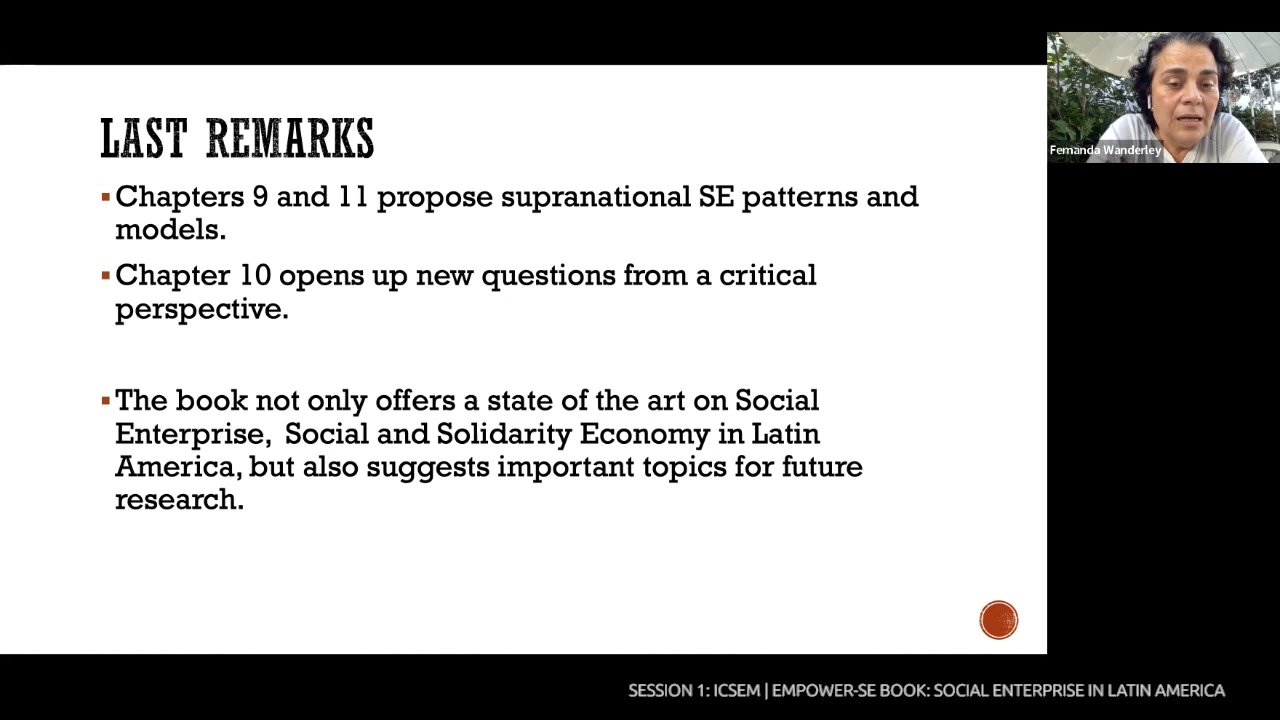 LAST REMARKS
Chapters 9 and 11 propose supranational SE patterns and
models.
Chapter 10 opens up new questions from a critical
perspective.
The book not only offers a state of the art on Social
Enterprise, Social and Solidarity Economy in Latin
America, but also suggests important topics for future
research.
Fernanda Wanderley
SESSION 1: ICSEM | EMPOWER-SE BOOK: SOCIAL ENTERPRISE IN LATIN AMERICA